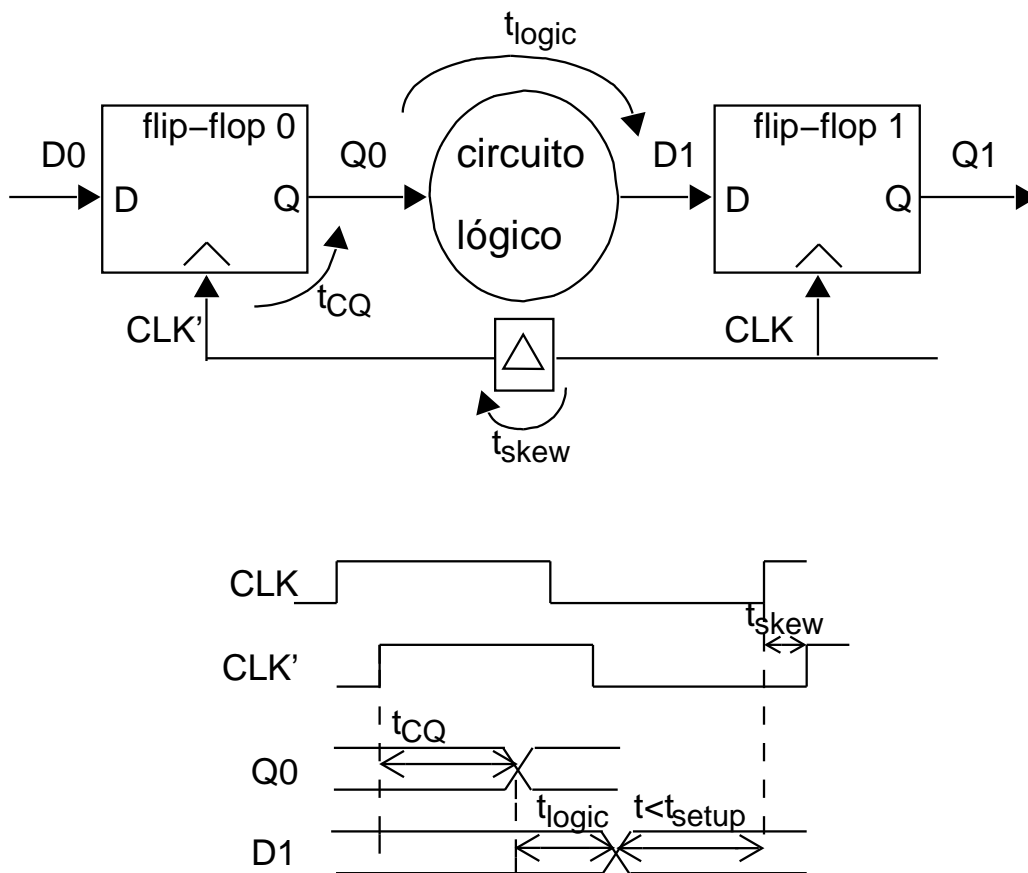 t_logic
flip-flop 0
flip-flop 1
D0
Q0
circuito
D1
Q1
D
Q
D
Q
lógico
t_CQ
CLK'
CLK
△
t_skew
CLK
t_skew
CLK'
t_CQ
Q0
t_logic
t<t_setup
D1